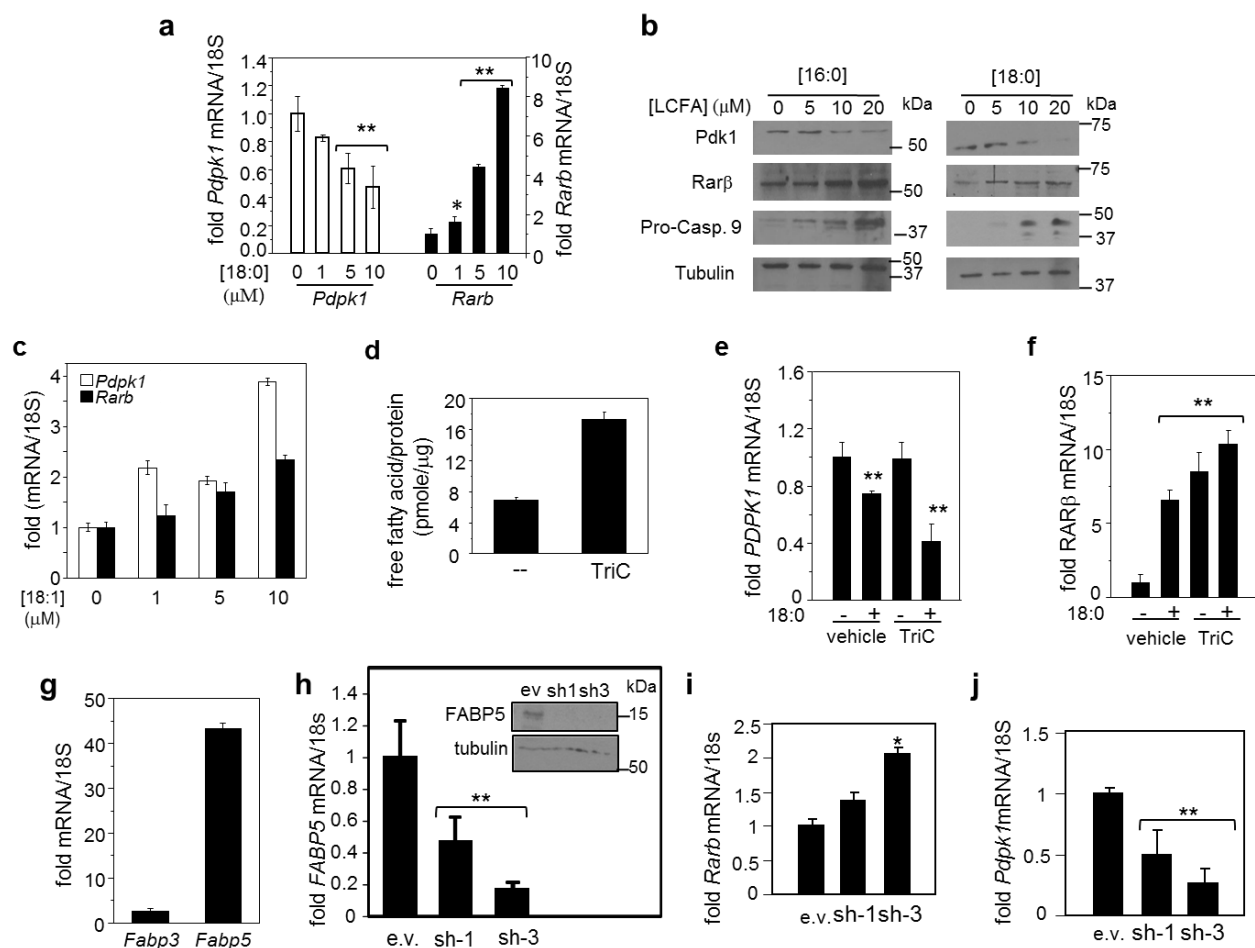 a
fold Pdpk1 mRNA/18S
1.4
1.2
1.0
0.8
0.6
0.4
0.2
0.0
**
**
*
10
8
6
4
2
0
fold Rarb mRNA/18S
[18:0]
(μM)
0 1 5 10
0 1 5 10
Pdpk1
Rarb
b
[16:0]
[18:0]
[LCFA] (μM)
0 5 10 20
kDa
0 5 10 20
kDa
Pdk1
50
75
Rarβ
50
75
50
Pro-Casp. 9
37
50
37
Tubulin
50
37
37
c
fold (mRNA/18S)
4
3
2
1
0
Pdpk1
Rarb
[18:1]
(μM)
0 1 5 10
d
free fatty acid/protein
(pmole/μg)
20
16
12
8
4
0
-- TriC
e
fold PDPK1 mRNA/18S
1.6
1.2
0.8
0.4
0
**
**
18:0
- + - +
vehicle TriC
f
fold RARβ mRNA/18S
15
10
5
0
**
18:0
- + - +
vehicle TriC
g
fold mRNA/18S
50
40
30
20
10
0
Fabp3 Fabp5
h
fold FABP5 mRNA/18s
1.4
1.2
1
0.8
0.6
0.4
0.2
0
**
ev sh1 sh3 kDa
FABP5
15
tubulin
50
e.v. sh-1 sh-3
i
fold Rarb mRNA/18s
2.5
2
1.5
1
0.5
0
*
e.v. sh-1 sh-3
j
fold Pdpk1mRNA/18S
1.5
1
0.5
0
**
e.v. sh-1 sh-3